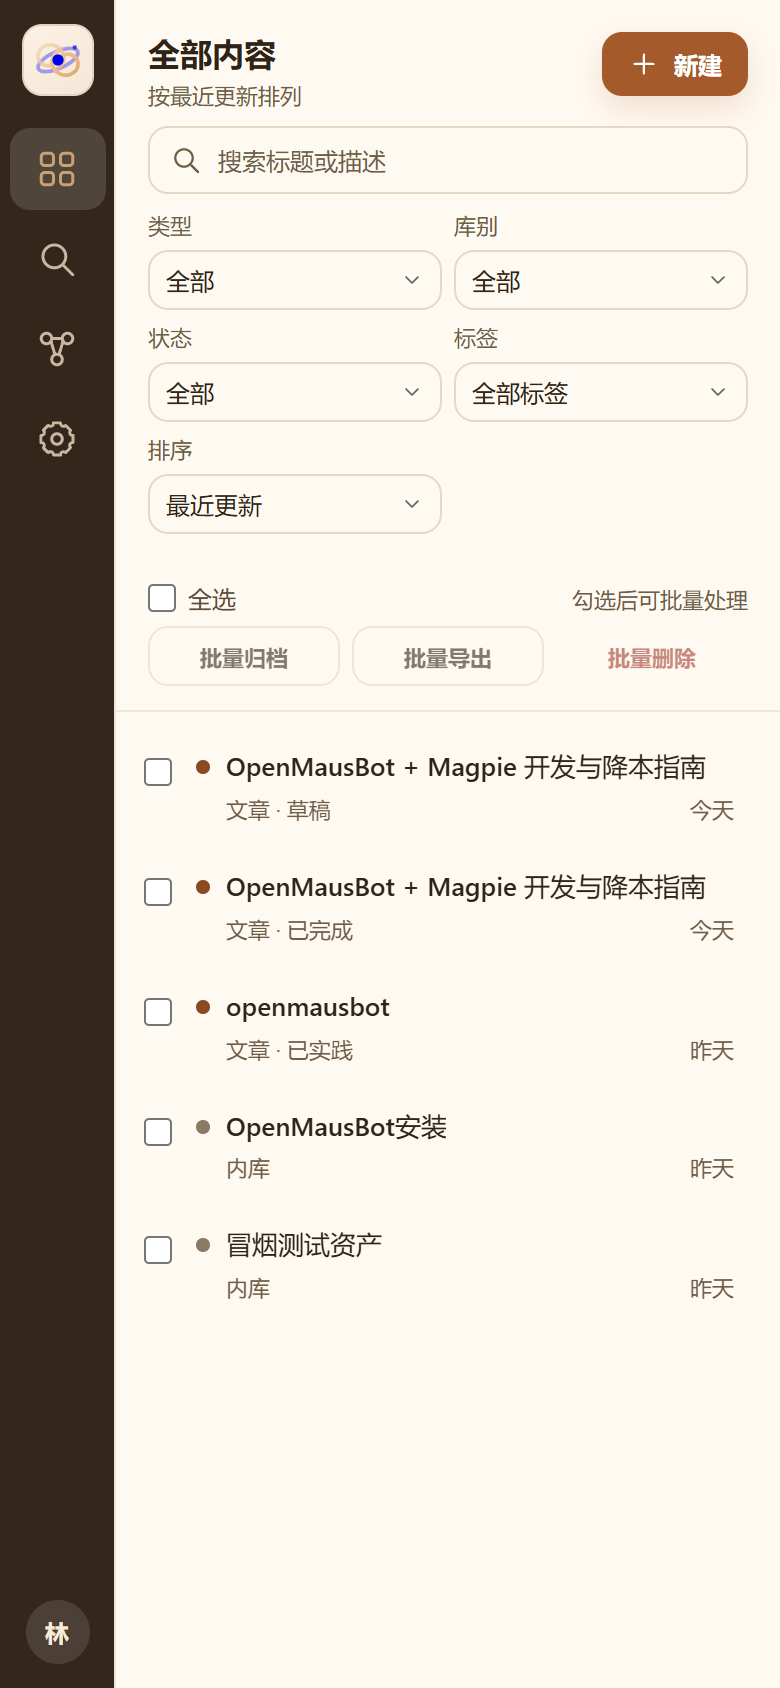 全部内容
新建
按最近更新排列
搜索标题或描述
类型
库别
全部
全部
状态
标签
全部
全部标签
排序
最近更新
全选
勾选后可批量处理
批量归档
批量导出
批量删除
OpenMausBot + Magpie 开发与降本指南
文章 · 草稿
今天
OpenMausBot + Magpie 开发与降本指南
文章 · 已完成
今天
openmausbot
文章 · 已实践
昨天
OpenMausBot安装
内库
昨天
冒烟测试资产
内库
昨天
林